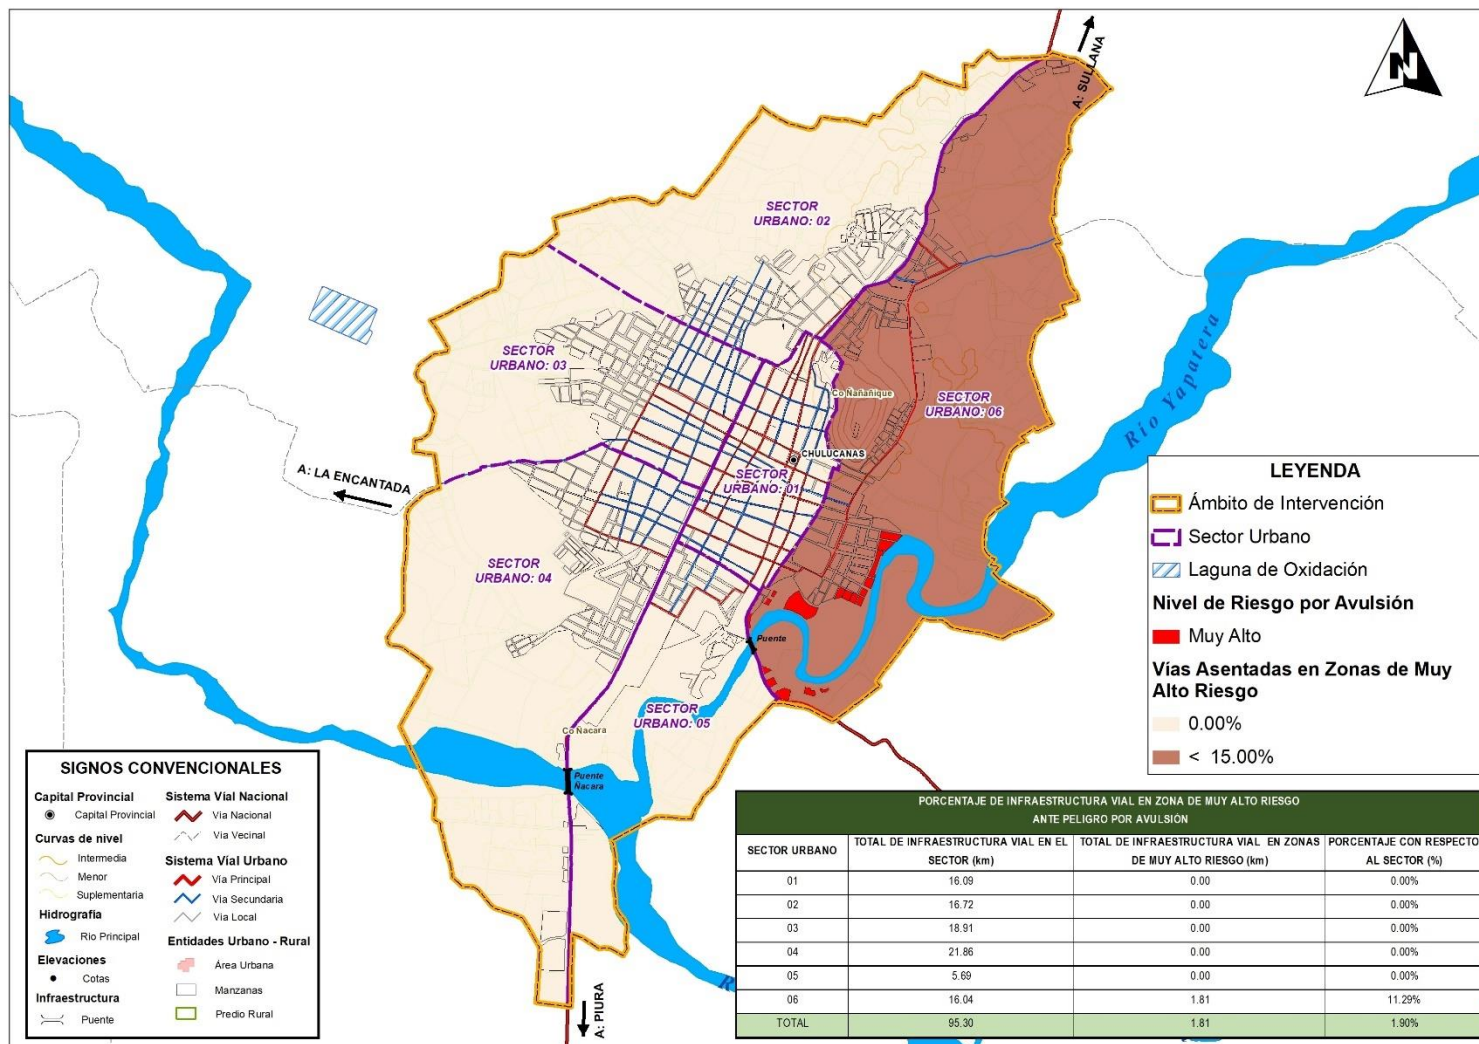 A: SULLANA
N
SECTOR
URBANO: 02
SECTOR
URBANO: 03
Co Ñañañique
SECTOR
URBANO: 06
Río Yapatera
CHULUCANAS
SECTOR
URBANO: 01
A: LA ENCANTADA
SECTOR
URBANO: 04
Puente
SECTOR
URBANO: 05
Co Ñacara
Puente
Ñacara
A: PIURA
LEYENDA
Ámbito de Intervención
Sector Urbano
Laguna de Oxidación
Nivel de Riesgo por Avulsión
Muy Alto
Vías Asentadas en Zonas de Muy
Alto Riesgo
0.00%
< 15.00%
SIGNOS CONVENCIONALES
Capital Provincial
Capital Provincial
Curvas de nivel
Intermedia
Menor
Suplementaria
Hidrografía
Rio Principal
Elevaciones
Cotas
Infraestructura
Puente
Sistema Víal Nacional
Via Nacional
Via Vecinal
Sistema Víal Urbano
Vía Principal
Via Secundaria
Via Local
Entidades Urbano - Rural
Área Urbana
Manzanas
Predio Rural
PORCENTAJE DE INFRAESTRUCTURA VIAL EN ZONA DE MUY ALTO RIESGO
ANTE PELIGRO POR AVULSIÓN
SECTOR URBANO TOTAL DE INFRAESTRUCTURA VIAL EN EL SECTOR (km) TOTAL DE INFRAESTRUCTURA VIAL EN ZONAS DE MUY ALTO RIESGO (km) PORCENTAJE CON RESPECTO AL SECTOR (%)
01 16.09 0.00 0.00%
02 16.72 0.00 0.00%
03 18.91 0.00 0.00%
04 21.86 0.00 0.00%
05 5.69 0.00 0.00%
06 16.04 1.81 11.29%
TOTAL 95.30 1.81 1.90%